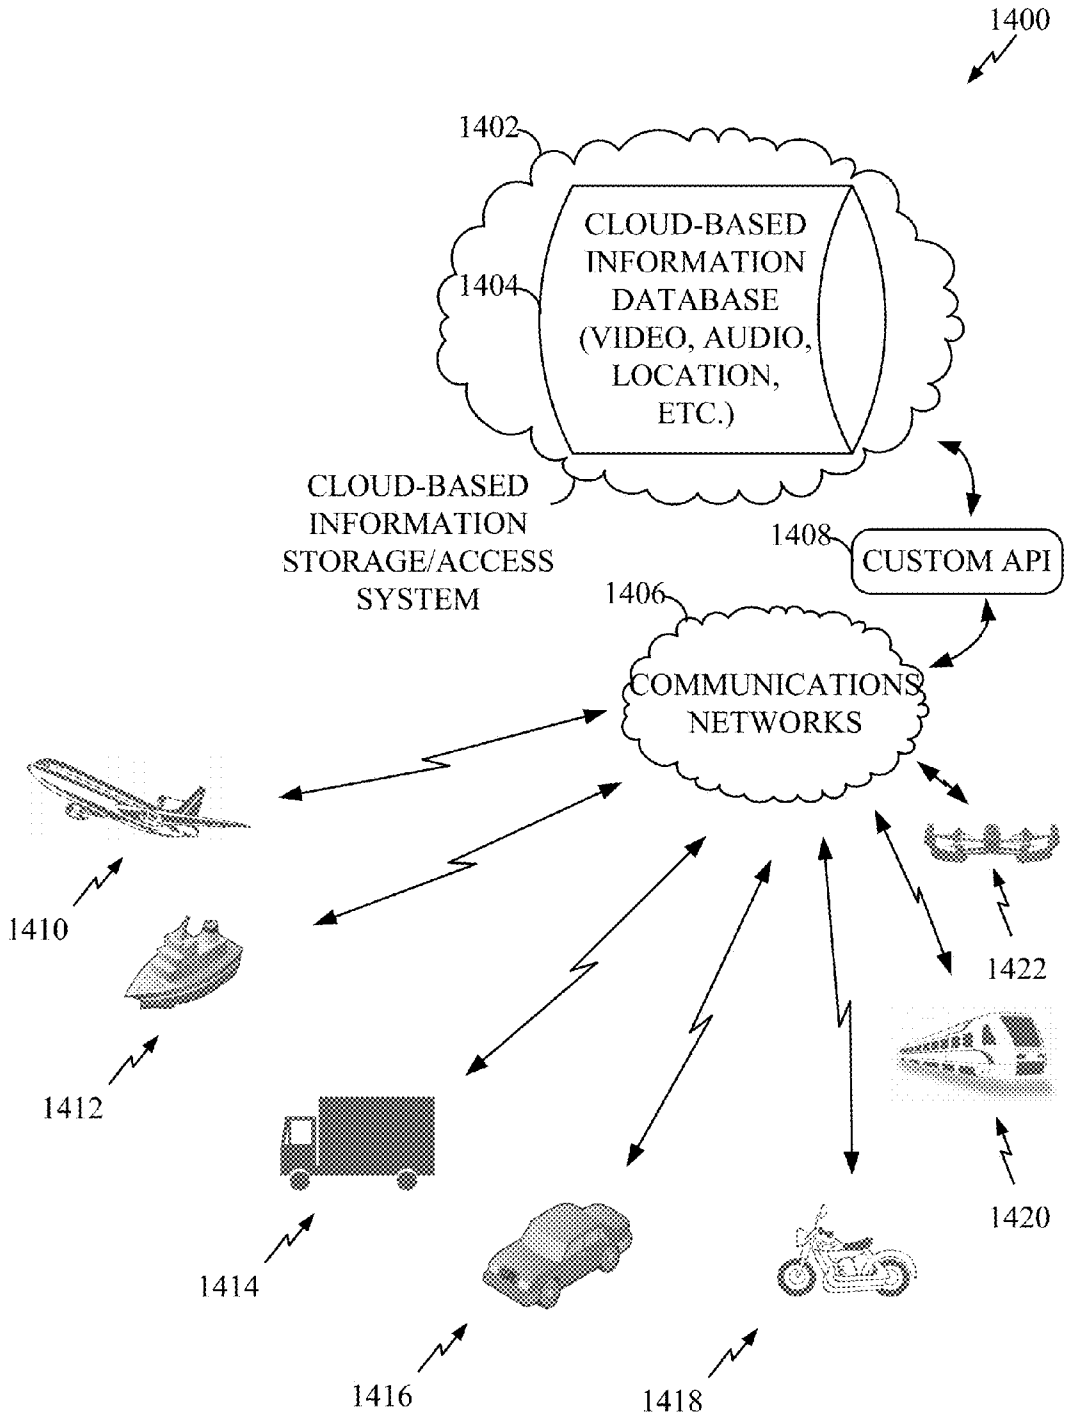 1400
1402
CLOUD-BASED
INFORMATION
1404
DATABASE
(VIDEO, AUDIO,
LOCATION,
ETC.)
CLOUD-BASED
INFORMATION
STORAGE/ACCESS
SYSTEM
1408
CUSTOM API
1406
COMMUNICATIONS
NETWORKS
1410
1422
1412
1420
1414
1416
1418